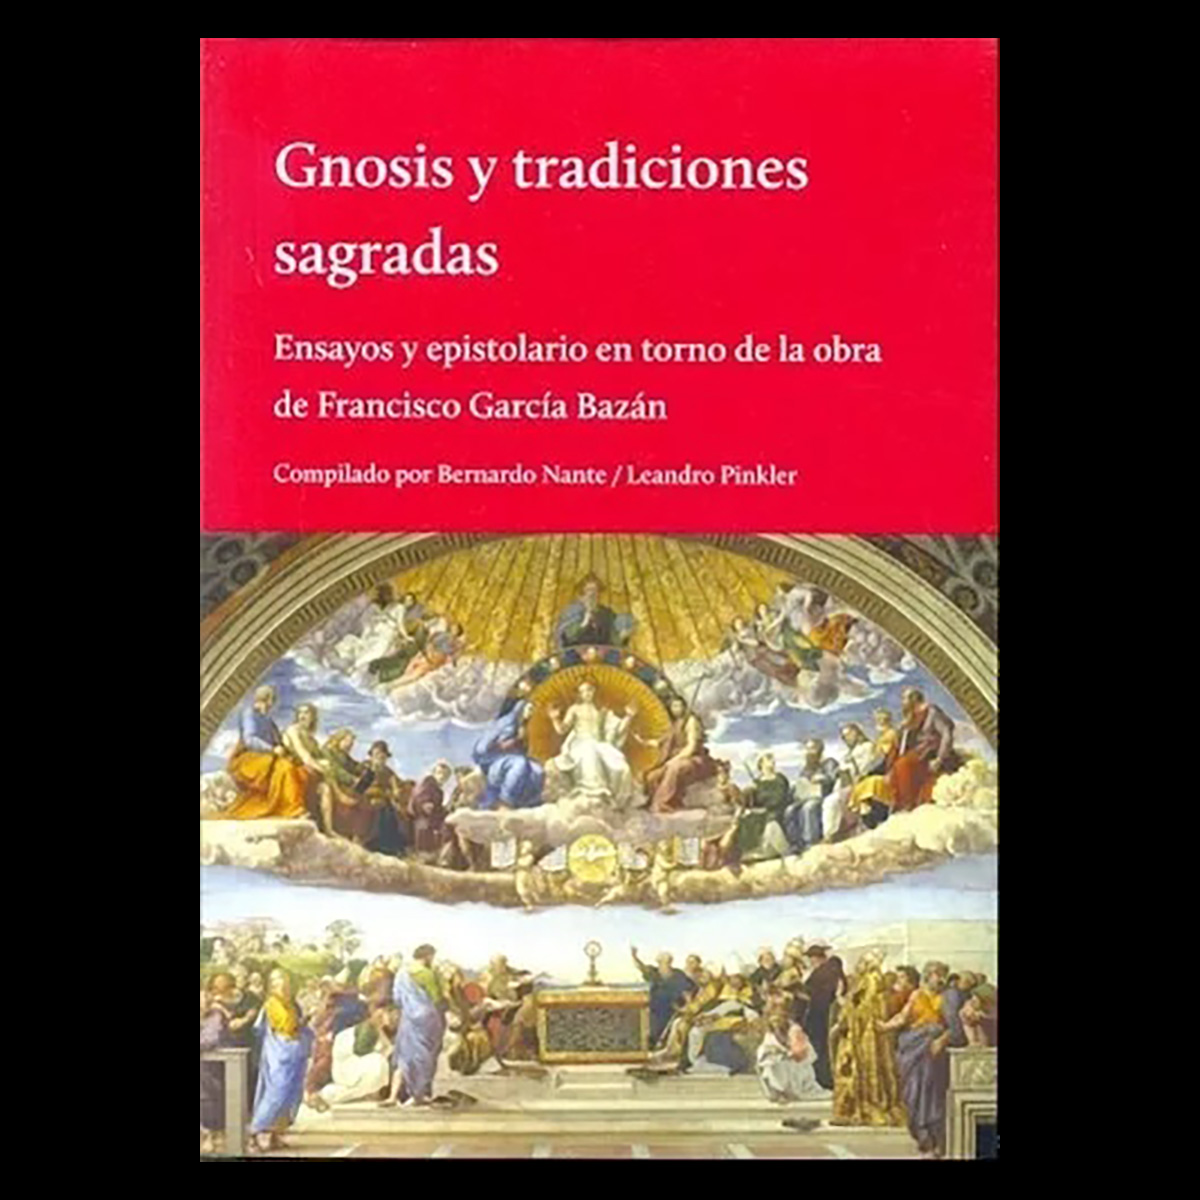 Gnosis y tradiciones
sagradas
Ensayos y epistolario en torno de la obra
de Francisco García Bazán
Compilado por Bernardo Nante / Leandro Pinkler